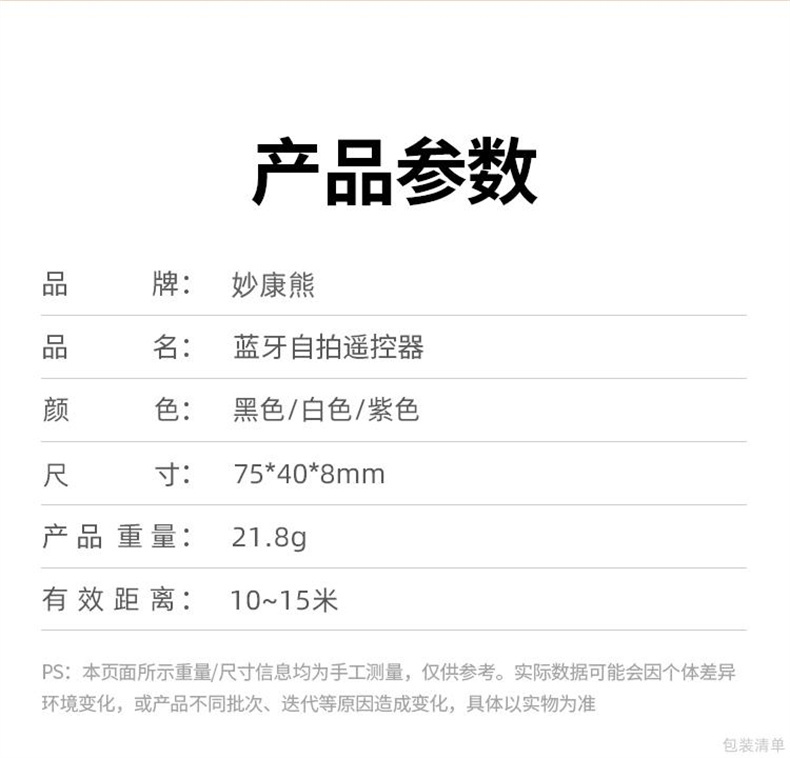 产品参数
品 牌： 妙康熊
品 名： 蓝牙自拍遥控器
颜 色： 黑色/白色/紫色
尺 寸： 75*40*8mm
产品重量： 21.8g
有效距离： 10~15米
PS：本页面所示重量/尺寸信息均为手工测量，仅供参考。实际数据可能会因个体差异
环境变化，或产品不同批次、迭代等原因造成变化，具体以实物为准
包装清单